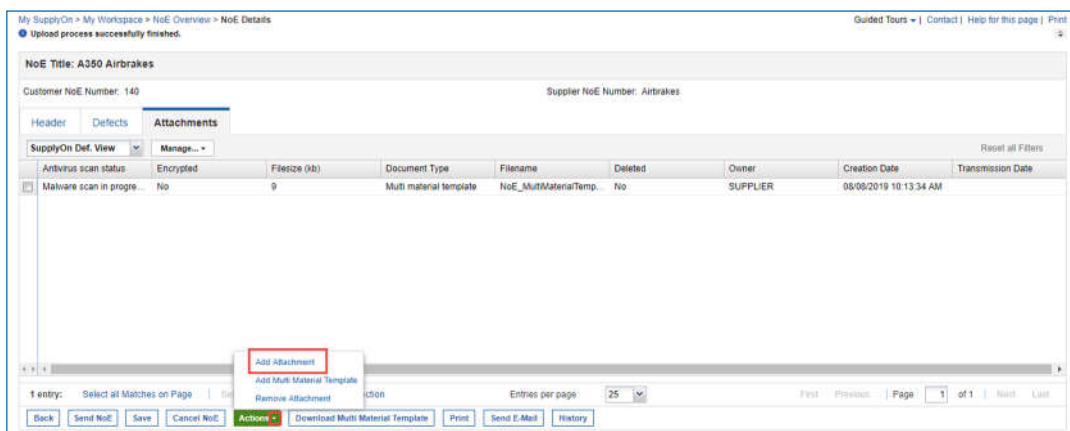 My SupplyOn > My Workspace > NoE Overview > NoE Details
Guided Tours | Contact | Help for this page | Print
Upload process successfully finished.
NoE Title: A350 Airbrakes
Customer NoE Number: 140 Supplier NoE Number: Airbrakes
Header Defects Attachments
SupplyOn Def. View Manage... Reset all Filters
Antivirus scan status Encrypted Filesize (kb) Document Type Filename Deleted Owner Creation Date Transmission Date
Malware scan in progre... No 9 Multi material template NoE_MultiMaterialTemp... No SUPPLIER 08/08/2019 10:13:34 AM
Add Attachment
Add Multi Material Template
Remove Attachment
1 entry: Select all Matches on Page Entries per page 25 First Previous Page 1 of 1 Next Last
Back Send NoE Save Cancel NoE Actions Download Multi Material Template Print Send E-Mail History